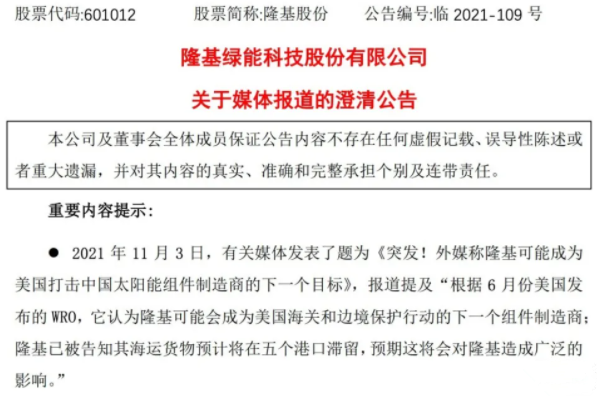 股票代码:601012 股票简称:隆基股份 公告编号:临 2021-109 号
隆基绿能科技股份有限公司
关于媒体报道的澄清公告
本公司及董事会全体成员保证公告内容不存在任何虚假记载、误导性陈述或
者重大遗漏，并对其内容的真实、准确和完整承担个别及连带责任。
重要内容提示:
● 2021 年 11 月 3 日，有关媒体发表了题为《突发！外媒称隆基可能成为
美国打击中国太阳能组件制造商的下一个目标》，报道提及“根据 6 月份美国发
布的 WRO，它认为隆基可能会成为美国海关和边境保护行动的下一个组件制造商；
隆基已被告知其海运货物预计将在五个港口滞留，预期这将会对隆基造成广泛的
影响。”